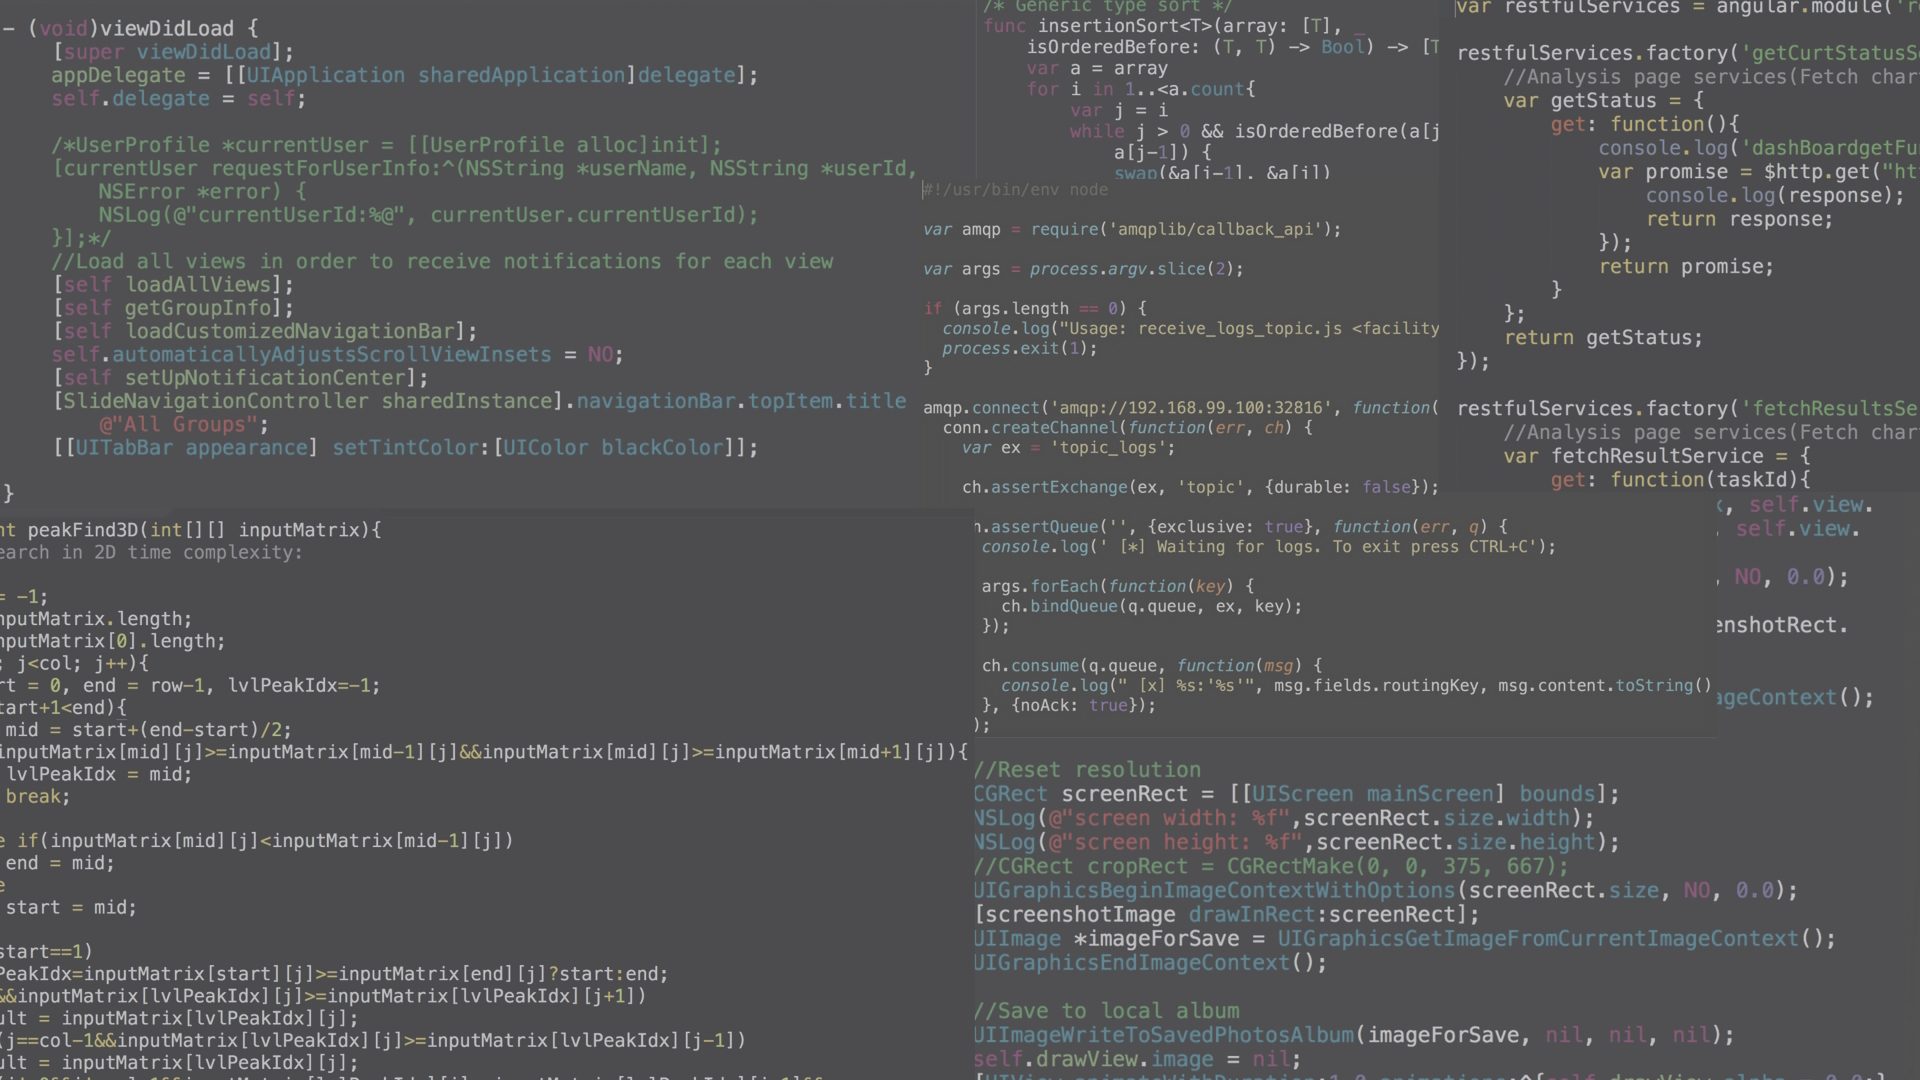 - (void)viewDidLoad {
[super viewDidLoad];
appDelegate = [[UIApplication sharedApplication]delegate];
self.delegate = self;
/*UserProfile *currentUser = [[UserProfile alloc]init];
[currentUser requestForUserInfo:^(NSString *userName, NSString *userId,
NSError *error) {
NSLog(@"currentUserId:%@", currentUser.currentUserId);
}];*/
//Load all views in order to receive notifications for each view
[self loadAllViews];
[self getGroupInfo];
[self loadCustomizedNavigationBar];
self.automaticallyAdjustsScrollViewInsets = NO;
[self setUpNotificationCenter];
[SlideNavigationController sharedInstance].navigationBar.topItem.title
@"All Groups";
[[UITabBar appearance] setTintColor:[UIColor blackColor]];
}
/* Generic type sort */
func insertionSort<T>(array: [T], _
isOrderedBefore: (T, T) -> Bool) -> [T
var a = array
for i in 1..<a.count{
var j = i
while j > 0 && isOrderedBefore(a[j
a[j-1]) {
swap(&a[j-1], &a[j])
#!/usr/bin/env node
var amqp = require('amqplib/callback_api');
var args = process.argv.slice(2);
if (args.length == 0) {
console.log("Usage: receive_logs_topic.js <facility
process.exit(1);
}
amqp.connect('amqp://192.168.99.100:32816', function(
conn.createChannel(function(err, ch) {
var ex = 'topic_logs';
ch.assertExchange(ex, 'topic', {durable: false});
.assertQueue('', {exclusive: true}, function(err, q) {
console.log(' [*] Waiting for logs. To exit press CTRL+C');
args.forEach(function(key) {
ch.bindQueue(q.queue, ex, key);
});
ch.consume(q.queue, function(msg) {
console.log(" [x] %s:'%s'", msg.fields.routingKey, msg.content.toString()
}, {noAck: true});
);
var restfulServices = angular.module('r
restfulServices.factory('getCurtStatusS
//Analysis page services(Fetch char
var getStatus = {
get: function(){
console.log('dashBoardgetFu
var promise = $http.get("ht
console.log(response);
return response;
});
return promise;
}
};
return getStatus;
});
restfulServices.factory('fetchResultsSe
//Analysis page services(Fetch char
var fetchResultService = {
get: function(taskId){
, self.view.
, self.view.
, NO, 0.0);
enshotRect.
ageContext();
nt peakFind3D(int[][] inputMatrix){
earch in 2D time complexity:
= -1;
nputMatrix.length;
nputMatrix[0].length;
; j<col; j++){
rt = 0, end = row-1, lvlPeakIdx=-1;
tart+1<end){
mid = start+(end-start)/2;
inputMatrix[mid][j]>=inputMatrix[mid-1][j]&&inputMatrix[mid][j]>=inputMatrix[mid+1][j]){
lvlPeakIdx = mid;
break;
e if(inputMatrix[mid][j]<inputMatrix[mid-1][j])
end = mid;
e
start = mid;
start==1)
PeakIdx=inputMatrix[start][j]>=inputMatrix[end][j]?start:end;
&&inputMatrix[lvlPeakIdx][j]>=inputMatrix[lvlPeakIdx][j+1])
ult = inputMatrix[lvlPeakIdx][j];
(j==col-1&&inputMatrix[lvlPeakIdx][j]>=inputMatrix[lvlPeakIdx][j-1])
ult = inputMatrix[lvlPeakIdx][j];
//Reset resolution
CGRect screenRect = [[UIScreen mainScreen] bounds];
NSLog(@"screen width: %f",screenRect.size.width);
NSLog(@"screen height: %f",screenRect.size.height);
//CGRect cropRect = CGRectMake(0, 0, 375, 667);
UIGraphicsBeginImageContextWithOptions(screenRect.size, NO, 0.0);
[screenshotImage drawInRect:screenRect];
UIImage *imageForSave = UIGraphicsGetImageFromCurrentImageContext();
UIGraphicsEndImageContext();
//Save to local album
UIImageWriteToSavedPhotosAlbum(imageForSave, nil, nil, nil);
self.drawView.image = nil;